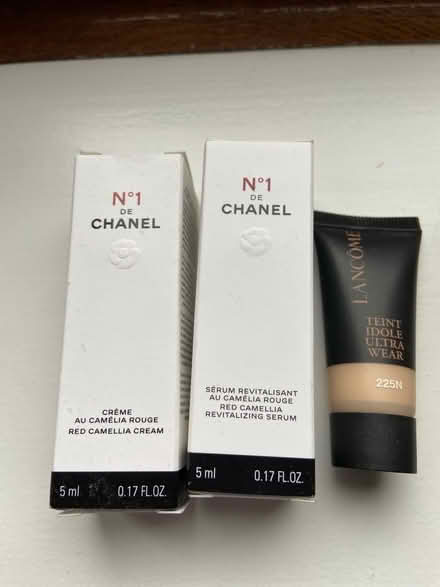 N°1
DE
CHANEL
CRÈME
AU CAMÉLIA ROUGE
RED CAMELLIA CREAM
5 ml 0.17 FL.OZ.
N°1
DE
CHANEL
SÉRUM REVITALISANT
AU CAMÉLIA ROUGE
RED CAMELLIA
REVITALIZING SERUM
5 ml 0.17 FL.OZ.
LANCÔME
TEINT
IDOLE
ULTRA
WEAR
225N